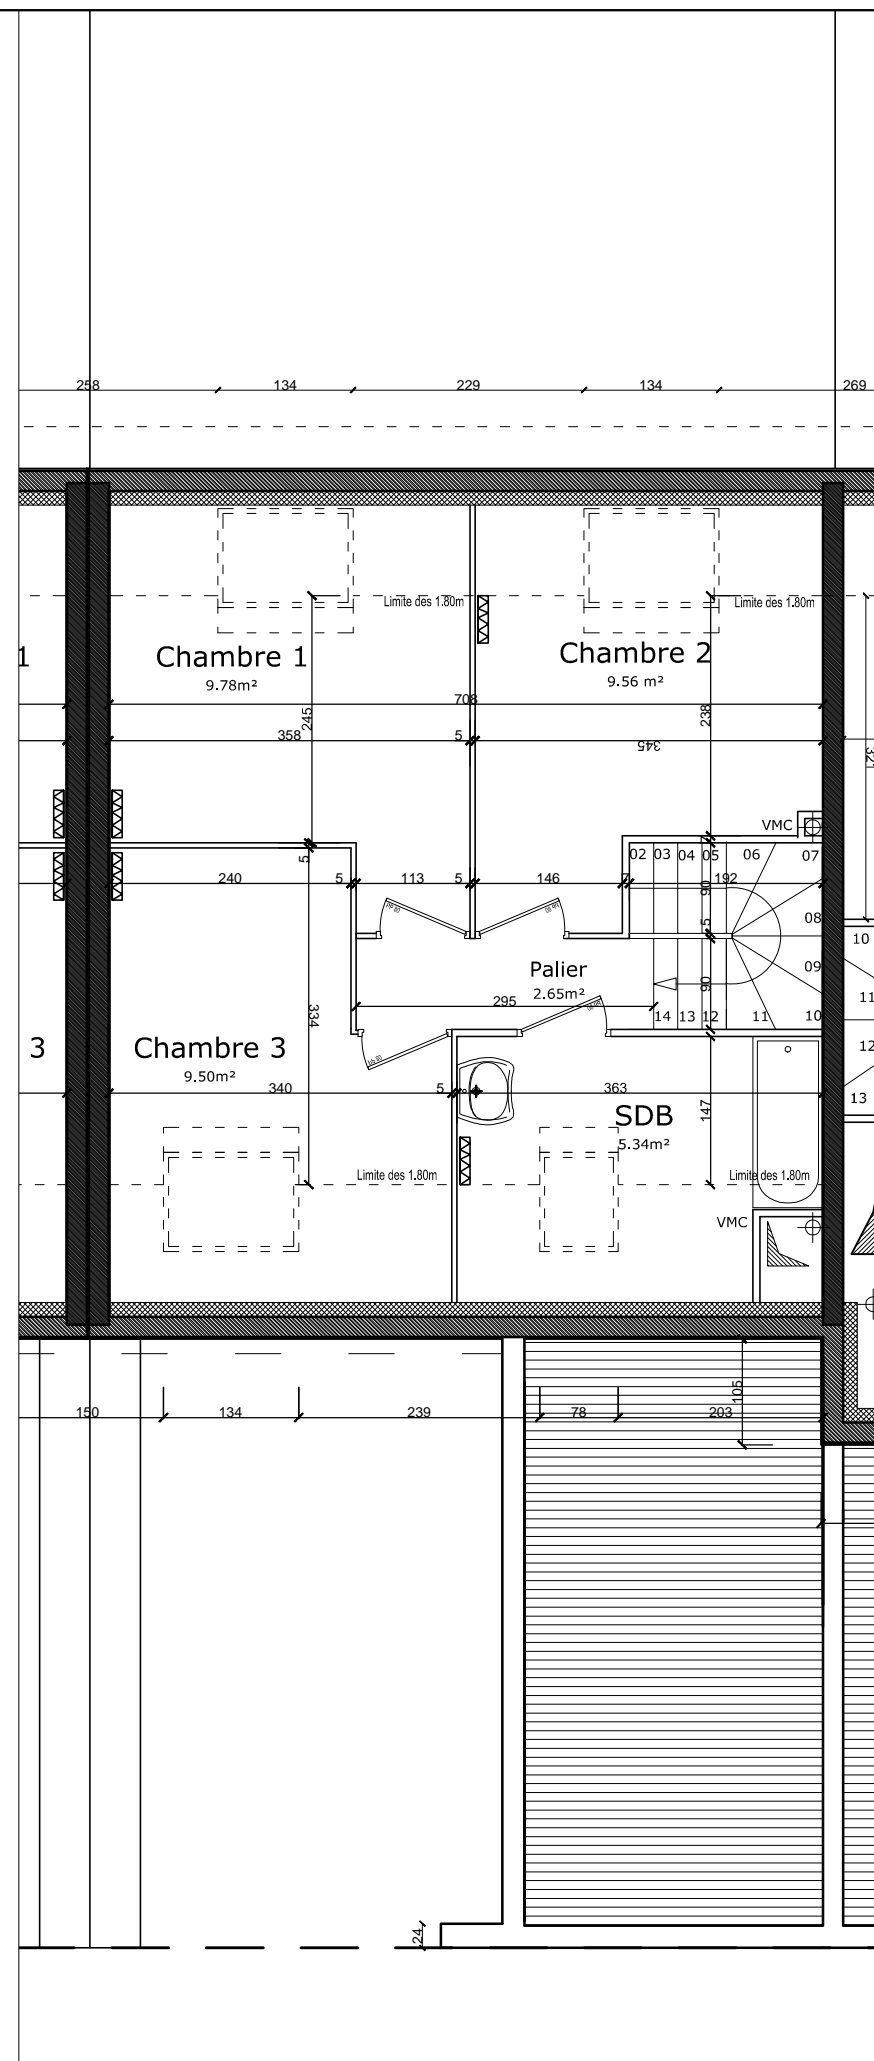 258 134 229 134 269
Limite des 1.80m
Limite des 1.80m
1
Chambre 1
9.78m²
Chambre 2
9.56 m²
708
245
238
358 5 345
321
VMC
02 03 04 05 06 07
5
240 5 113 5 146 7 192
90
08
5
10
Palier
2.65m²
09
90
295
11
334
14 13 12 11 10
3
Chambre 3
9.50m²
12
340 5 363
13
147
SDB
5.34m²
Limite des 1.80m
Limite des 1.80m
VMC
105
150 134 239 78 203
24